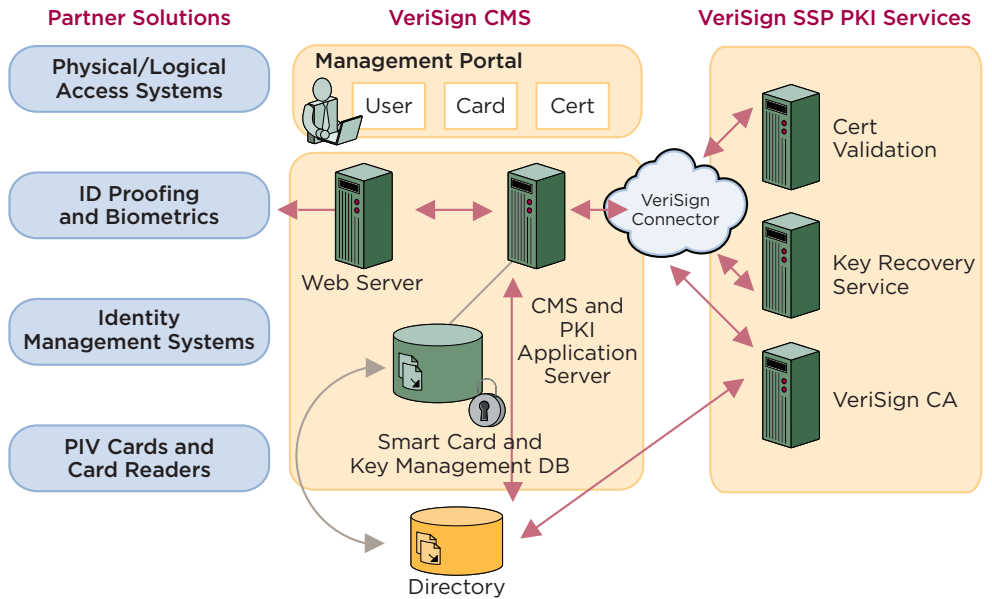 Partner Solutions
VeriSign CMS
VeriSign SSP PKI Services
Physical/Logical
Access Systems
ID Proofing
and Biometrics
Identity
Management Systems
PIV Cards and
Card Readers
Management Portal
User
Card
Cert
Web Server
CMS and
PKI
Application
Server
Smart Card and
Key Management DB
Directory
VeriSign
Connector
Cert
Validation
Key Recovery
Service
VeriSign CA